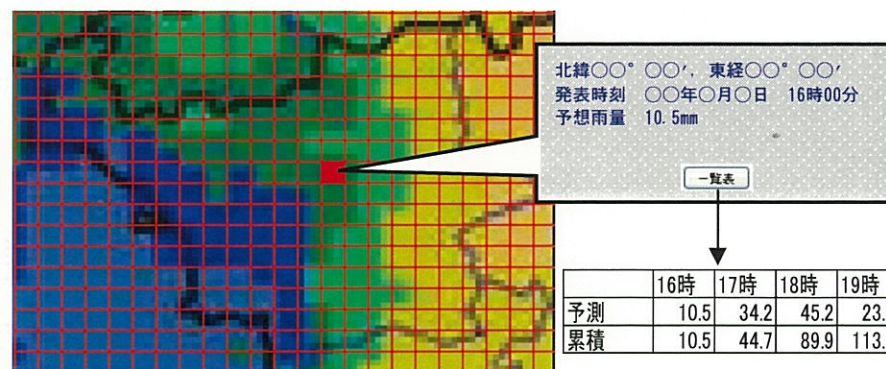 北緯○○° ○○′, 東経○○° ○○′
発表時刻 ○○年○月○日 16時00分
予想雨量 10.5mm
一覧表
16時 17時 18時 19時
予測 10.5 34.2 45.2 23.
累積 10.5 44.7 89.9 113.